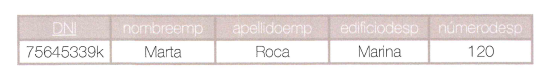 DNI nombreemp apellidoemp edificiodesp númerodesp
75645339k Marta Roca Marina 120